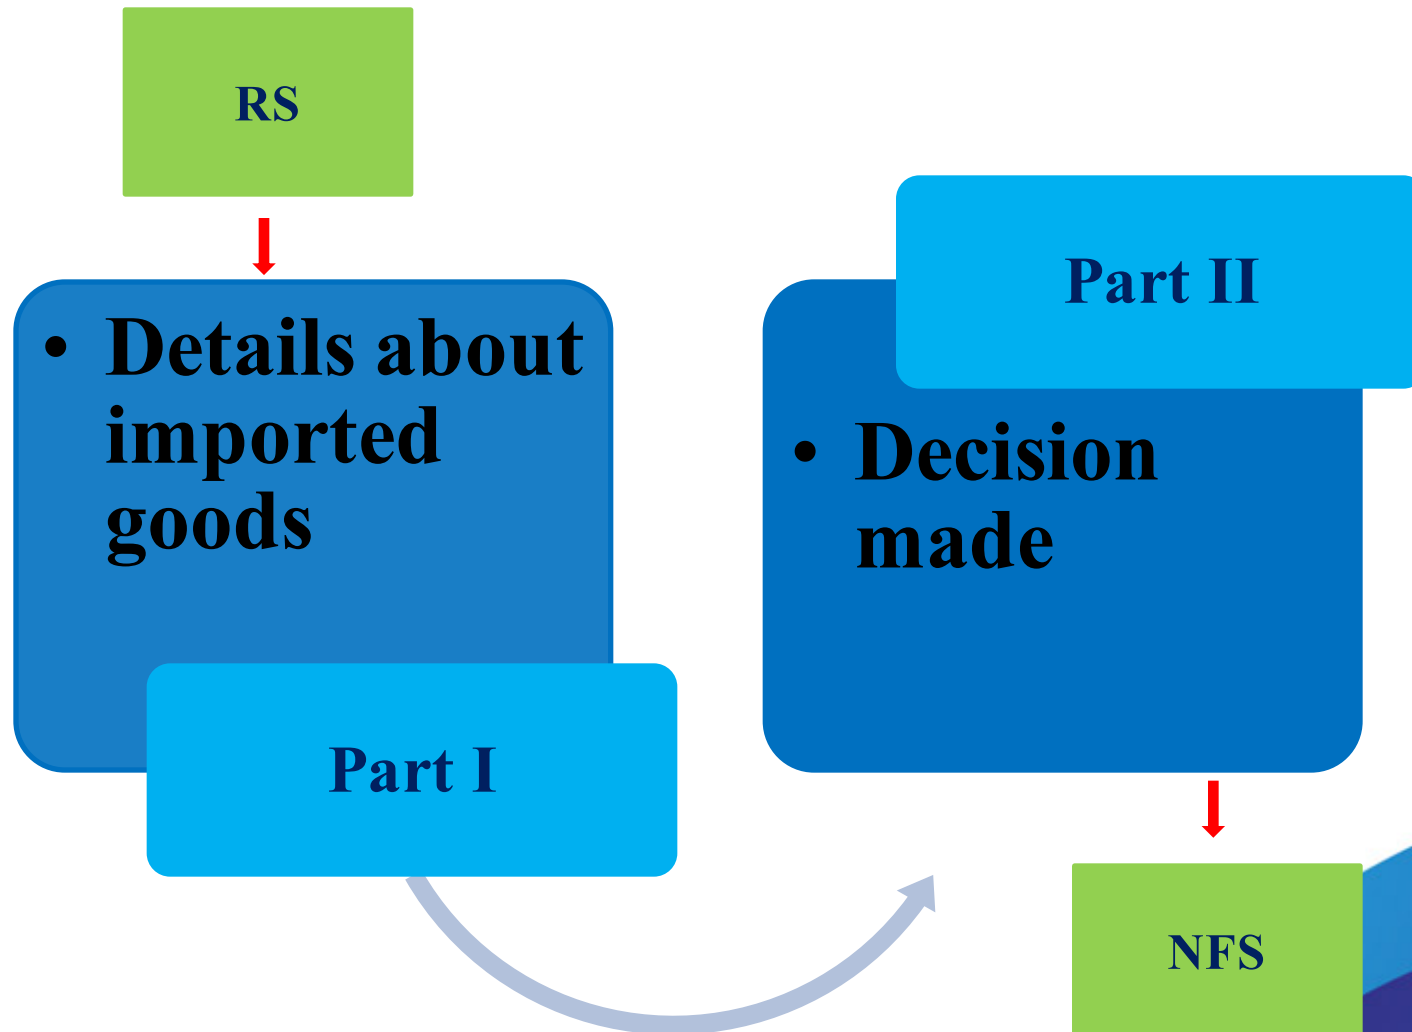 RS
• Details about
imported
goods
Part I
Part II
• Decision
made
NFS